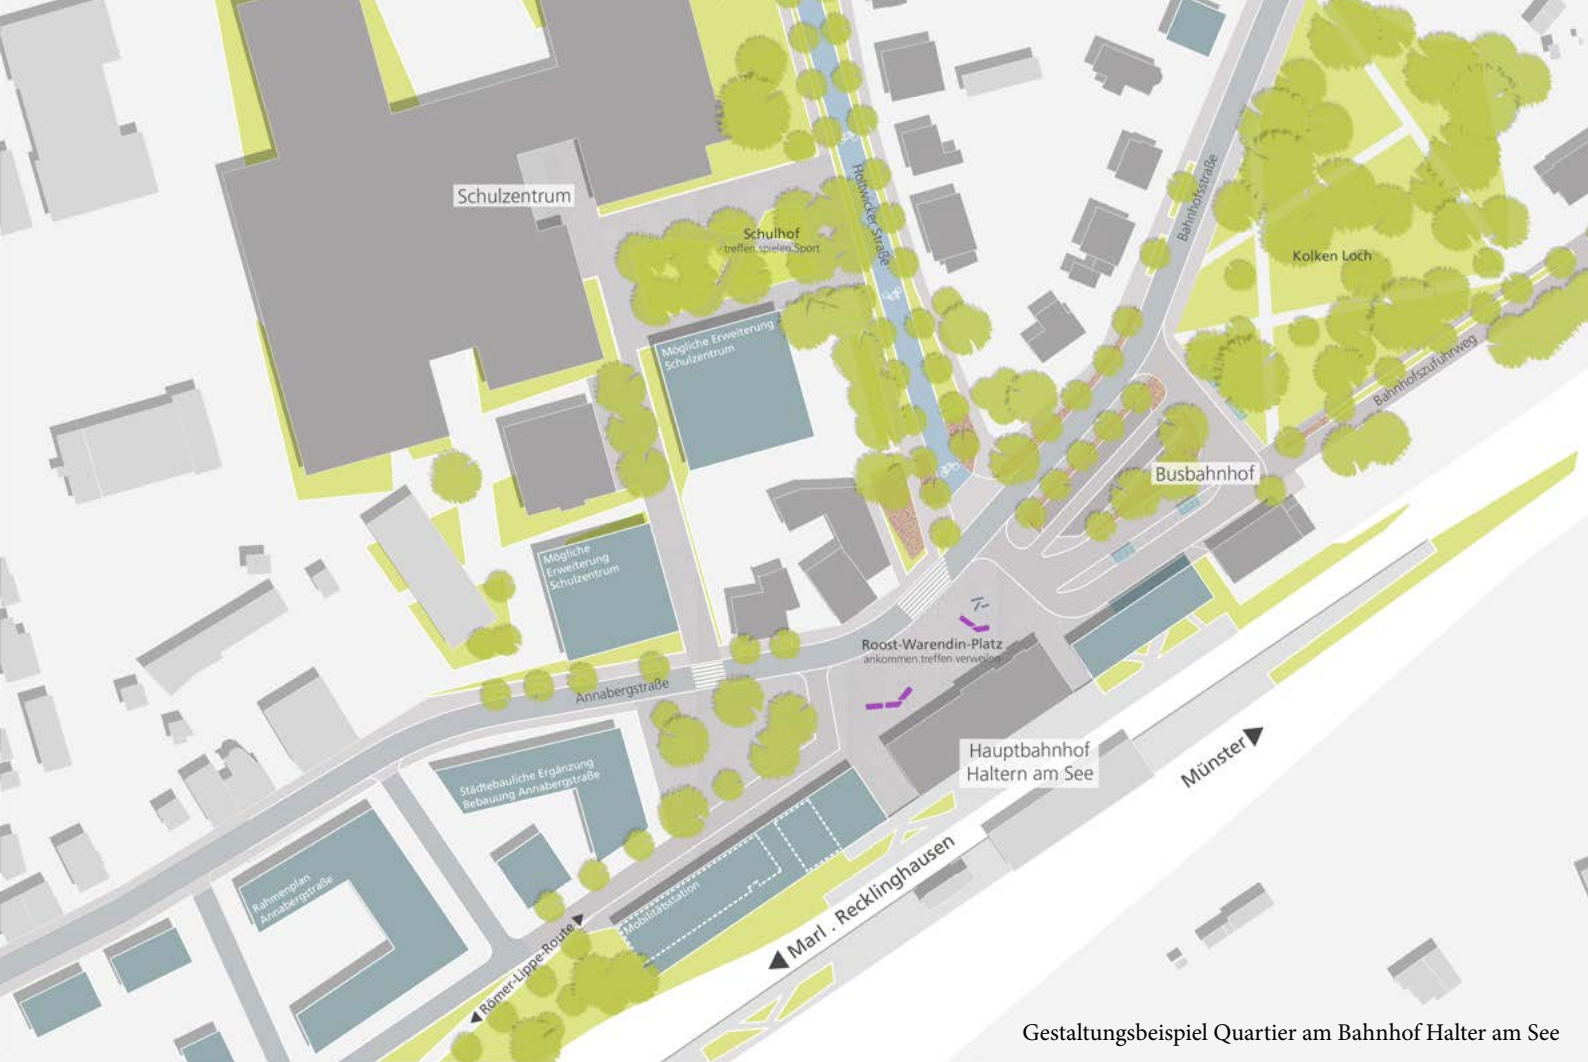 Schulzentrum
Schulhof
treffen.spielen.Sport
Holtwicker Straße
Bahnhofsstraße
Kolken Loch
Mögliche Erweiterung
Schulzentrum
Bahnhofszufuhrweg
Busbahnhof
Mögliche
Erweiterung
Schulzentrum
Roost-Warendin-Platz
ankommen.treffen.verweilen
Annabergstraße
Hauptbahnhof
Haltern am See
Münster
Städtebauliche Ergänzung
Bebauung Annabergstraße
Rahmenplan
Annabergstraße
Mobilitätsstation
Marl . Recklinghausen
Römer-Lippe-Route
Gestaltungsbeispiel Quartier am Bahnhof Halter am See